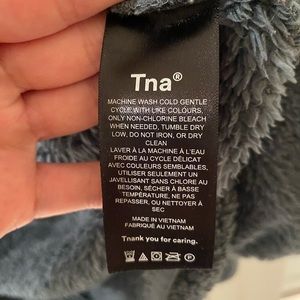 Tna®
MACHINE WASH COLD GENTLE
CYCLE WITH LIKE COLOURS.
ONLY NON-CHLORINE BLEACH
WHEN NEEDED, TUMBLE DRY
LOW, DO NOT IRON, OR DRY
CLEAN
LAVER À LA MACHINE À L'EAU
FROIDE AU CYCLE DÉLICAT
AVEC COULEURS SEMBLABLES,
UTILISER SEULEMENT UN
JAVELLISANT SANS CHLORE AU
BESOIN, SÉCHER À BASSE
TEMPÉRATURE, NE PAS
REPASSER, OU NETTOYER À
SEC
MADE IN VIETNAM
FABRIQUÉ AU VIETNAM
Tnank you for caring.